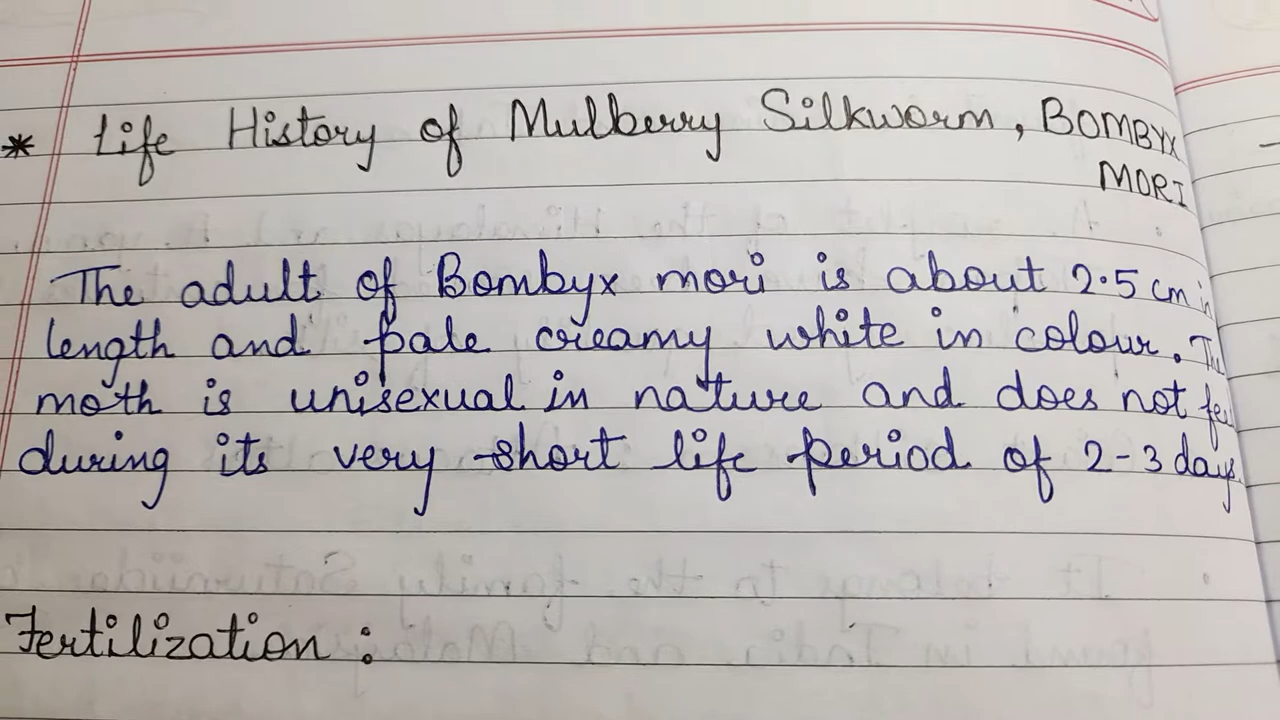 * Life History of Mulberry Silkworm, BOMBYX
MORI
The adult of Bombyx mori is about 2.5 cm in
length and pale creamy white in colour. The
moth is unisexual in nature and does not
during its very short life period of 2-3 days
Fertilization :